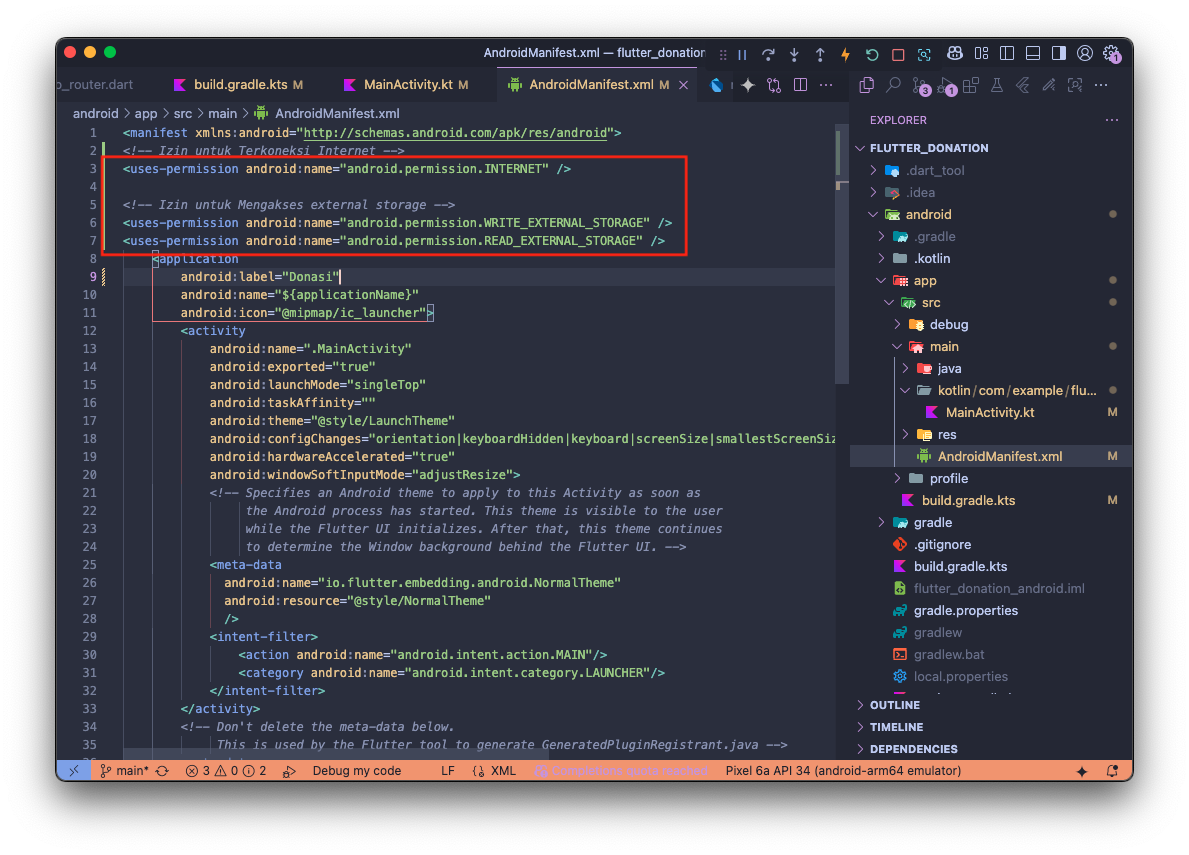 AndroidManifest.xml — flutter_donation
o_router.dart
build.gradle.kts M
MainActivity.kt M
AndroidManifest.xml M
android > app > src > main > AndroidManifest.xml
1 <manifest xmlns:android="http://schemas.android.com/apk/res/android">
2 <!-- Izin untuk Terkoneksi Internet -->
3 <uses-permission android:name="android.permission.INTERNET" />
4
5 <!-- Izin untuk Mengakses external storage -->
6 <uses-permission android:name="android.permission.WRITE_EXTERNAL_STORAGE" />
7 <uses-permission android:name="android.permission.READ_EXTERNAL_STORAGE" />
8 <application
9 android:label="Donasi"
10 android:name="${applicationName}"
11 android:icon="@mipmap/ic_launcher">
12 <activity
13 android:name=".MainActivity"
14 android:exported="true"
15 android:launchMode="singleTop"
16 android:taskAffinity=""
17 android:theme="@style/LaunchTheme"
18 android:configChanges="orientation|keyboardHidden|keyboard|screenSize|smallestScreenSiz
19 android:hardwareAccelerated="true"
20 android:windowSoftInputMode="adjustResize">
21 <!-- Specifies an Android theme to apply to this Activity as soon as
22 the Android process has started. This theme is visible to the user
23 while the Flutter UI initializes. After that, this theme continues
24 to determine the Window background behind the Flutter UI. -->
25 <meta-data
26 android:name="io.flutter.embedding.android.NormalTheme"
27 android:resource="@style/NormalTheme"
28 />
29 <intent-filter>
30 <action android:name="android.intent.action.MAIN"/>
31 <category android:name="android.intent.category.LAUNCHER"/>
32 </intent-filter>
33 </activity>
34 <!-- Don't delete the meta-data below.
35 This is used by the Flutter tool to generate GeneratedPluginRegistrant.java -->
1
3
1
EXPLORER
FLUTTER_DONATION
.dart_tool
.idea
android
.gradle
.kotlin
app
src
debug
main
java
kotlin/com/example/flu...
MainActivity.kt M
res
AndroidManifest.xml M
profile
build.gradle.kts M
gradle
.gitignore
build.gradle.kts
flutter_donation_android.iml
gradle.properties
gradlew
gradlew.bat
local.properties
OUTLINE
TIMELINE
DEPENDENCIES
main* 3 0 2 Debug my code LF XML Pixel 6a API 34 (android-arm64 emulator)